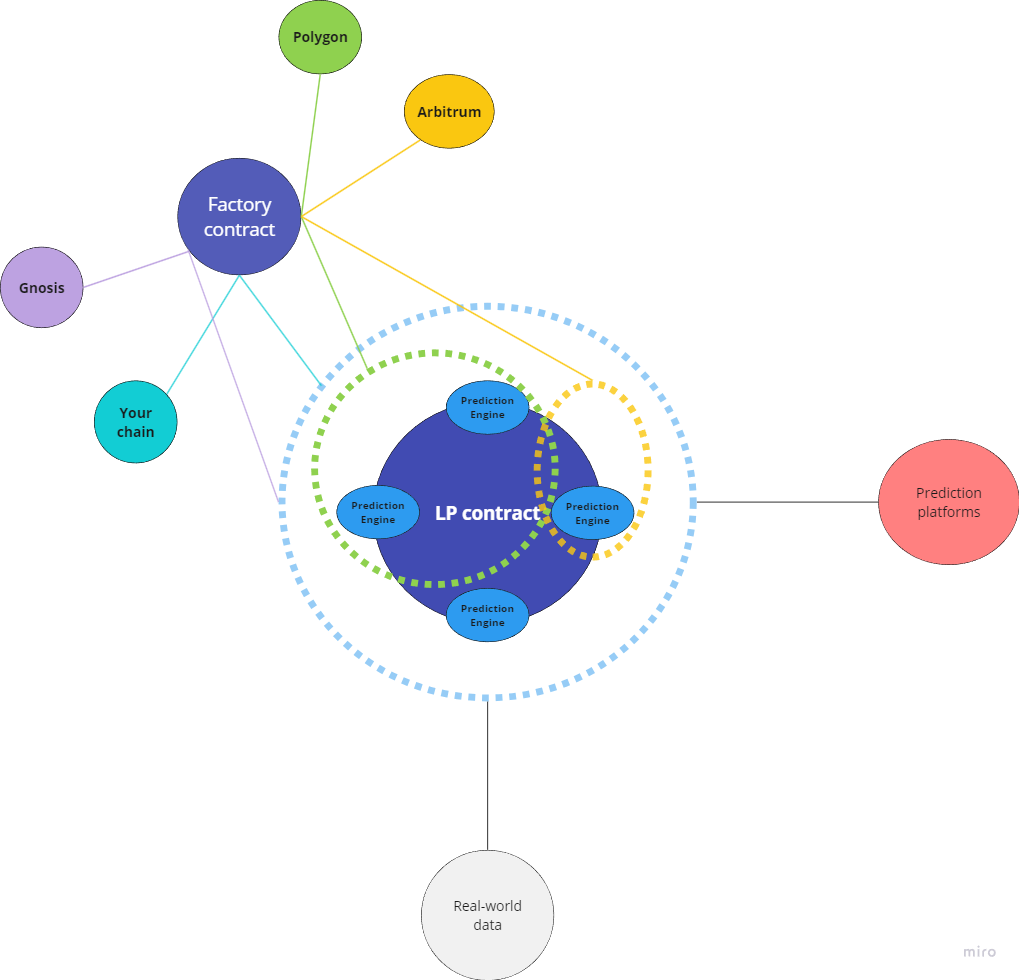 Polygon
Arbitrum
Factory
contract
Gnosis
Your
chain
Prediction
Engine
Prediction
Engine
LP contract
Prediction
Engine
Prediction
Engine
Prediction
platforms
Real-world
data
miro